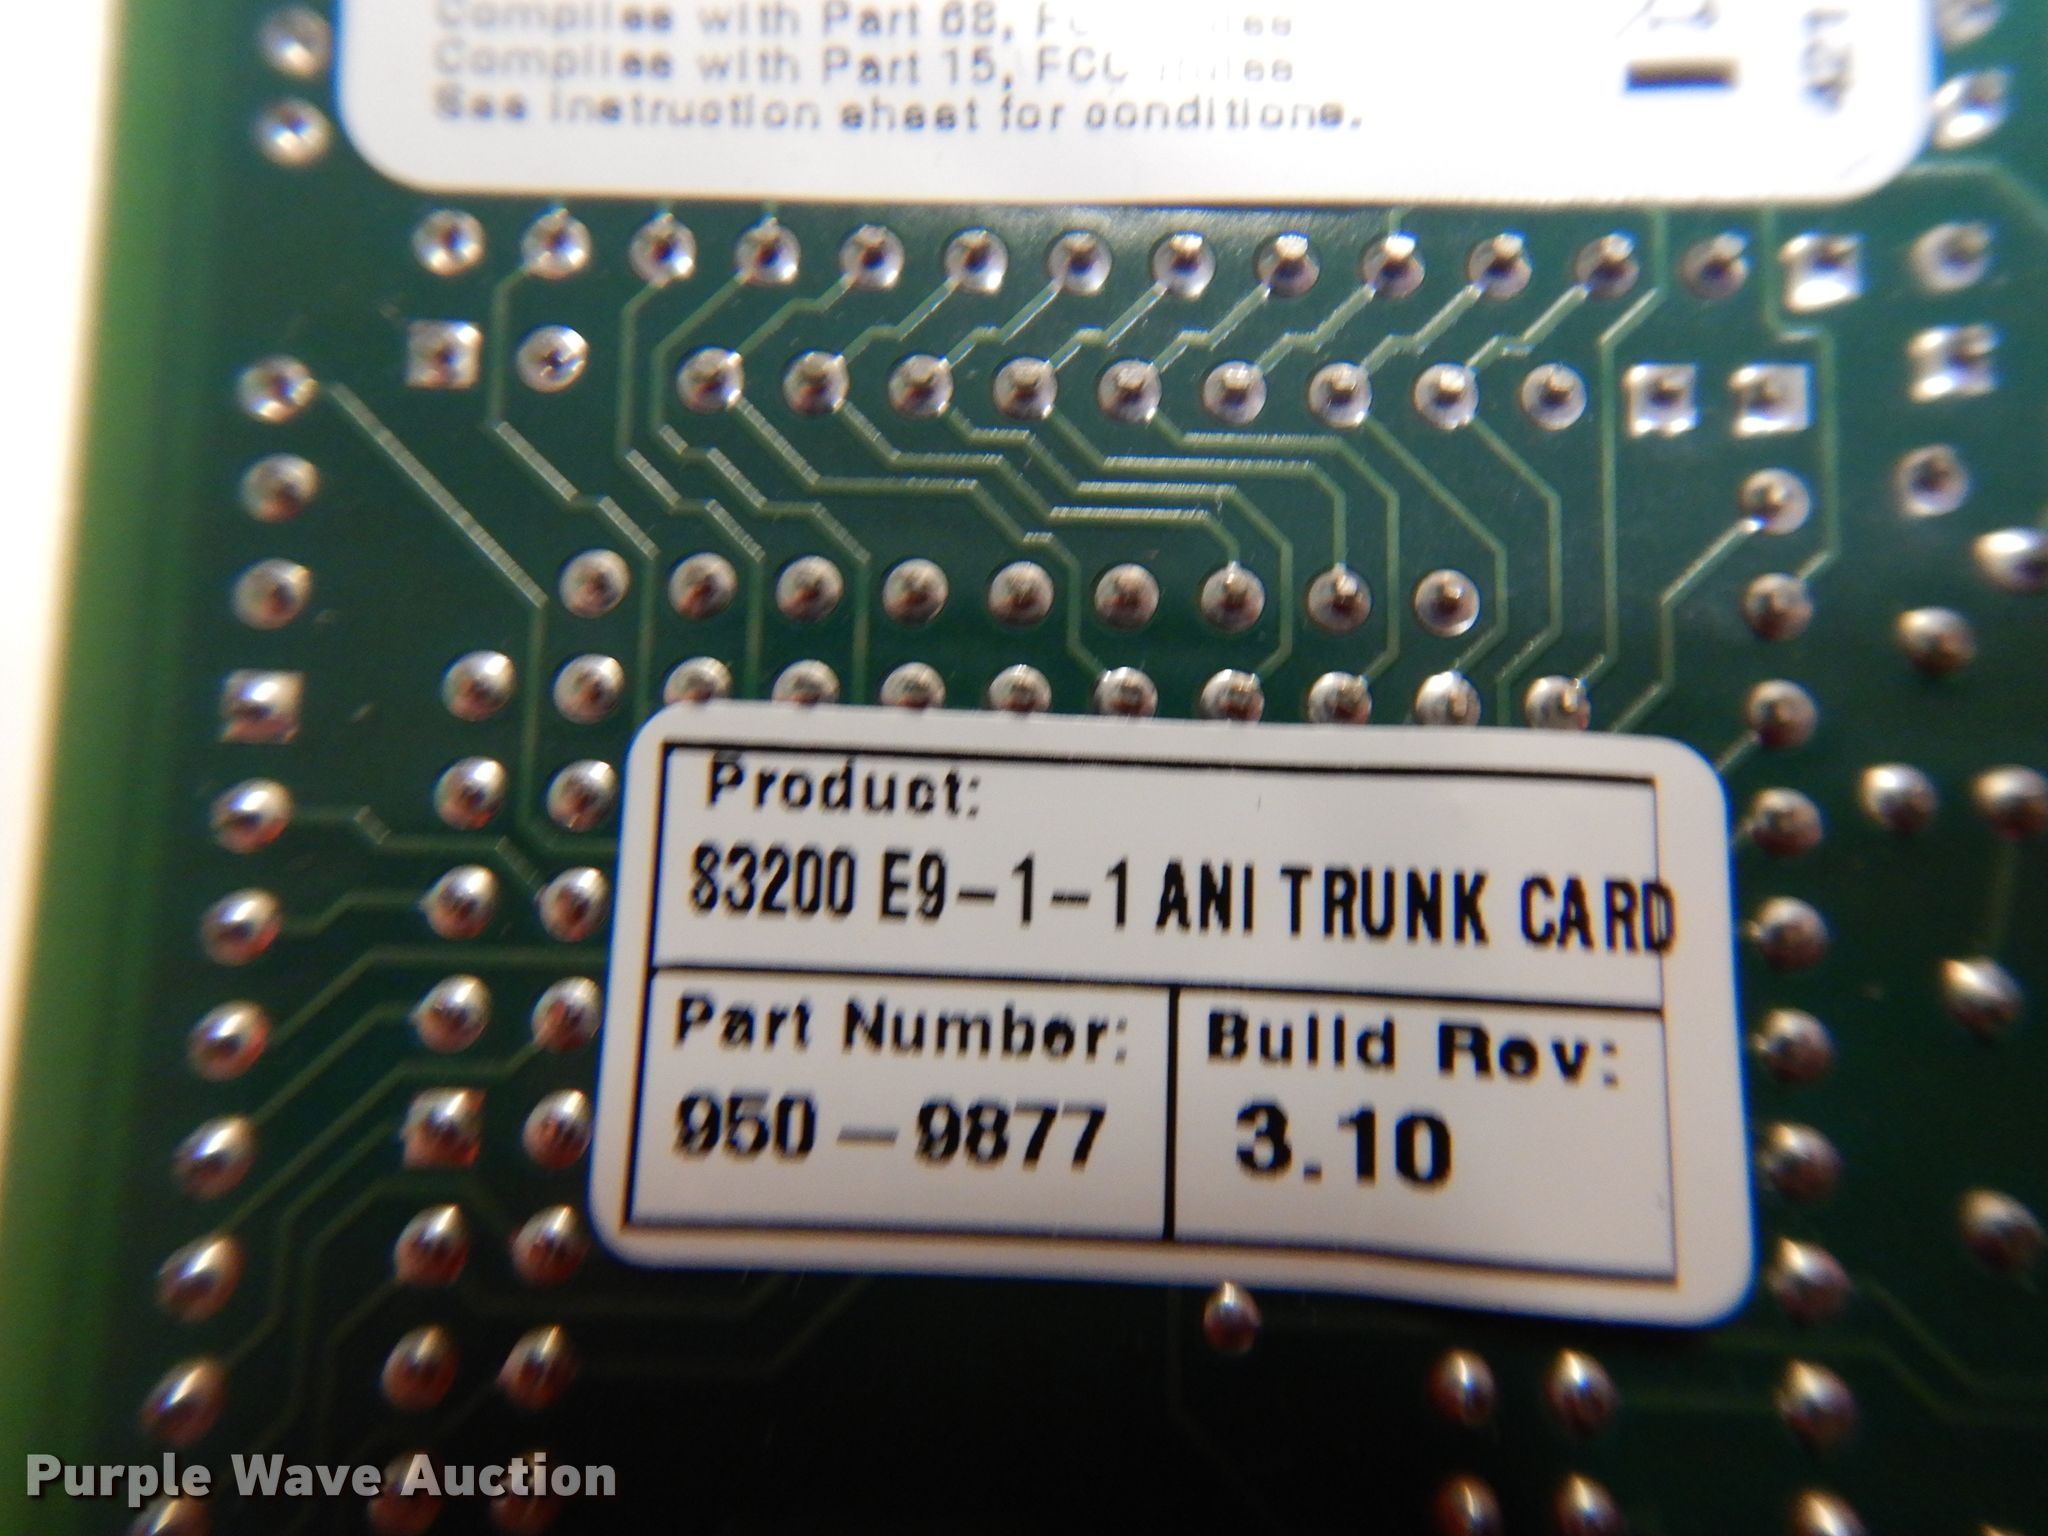 Complies with Part 68,
Complies with Part 15, FCC
See instruction sheet for conditions.
421
Product:
83200 E9-1-1 ANI TRUNK CARD
Part Number:
950-9877
Build Rev:
3.10
Purple Wave Auction